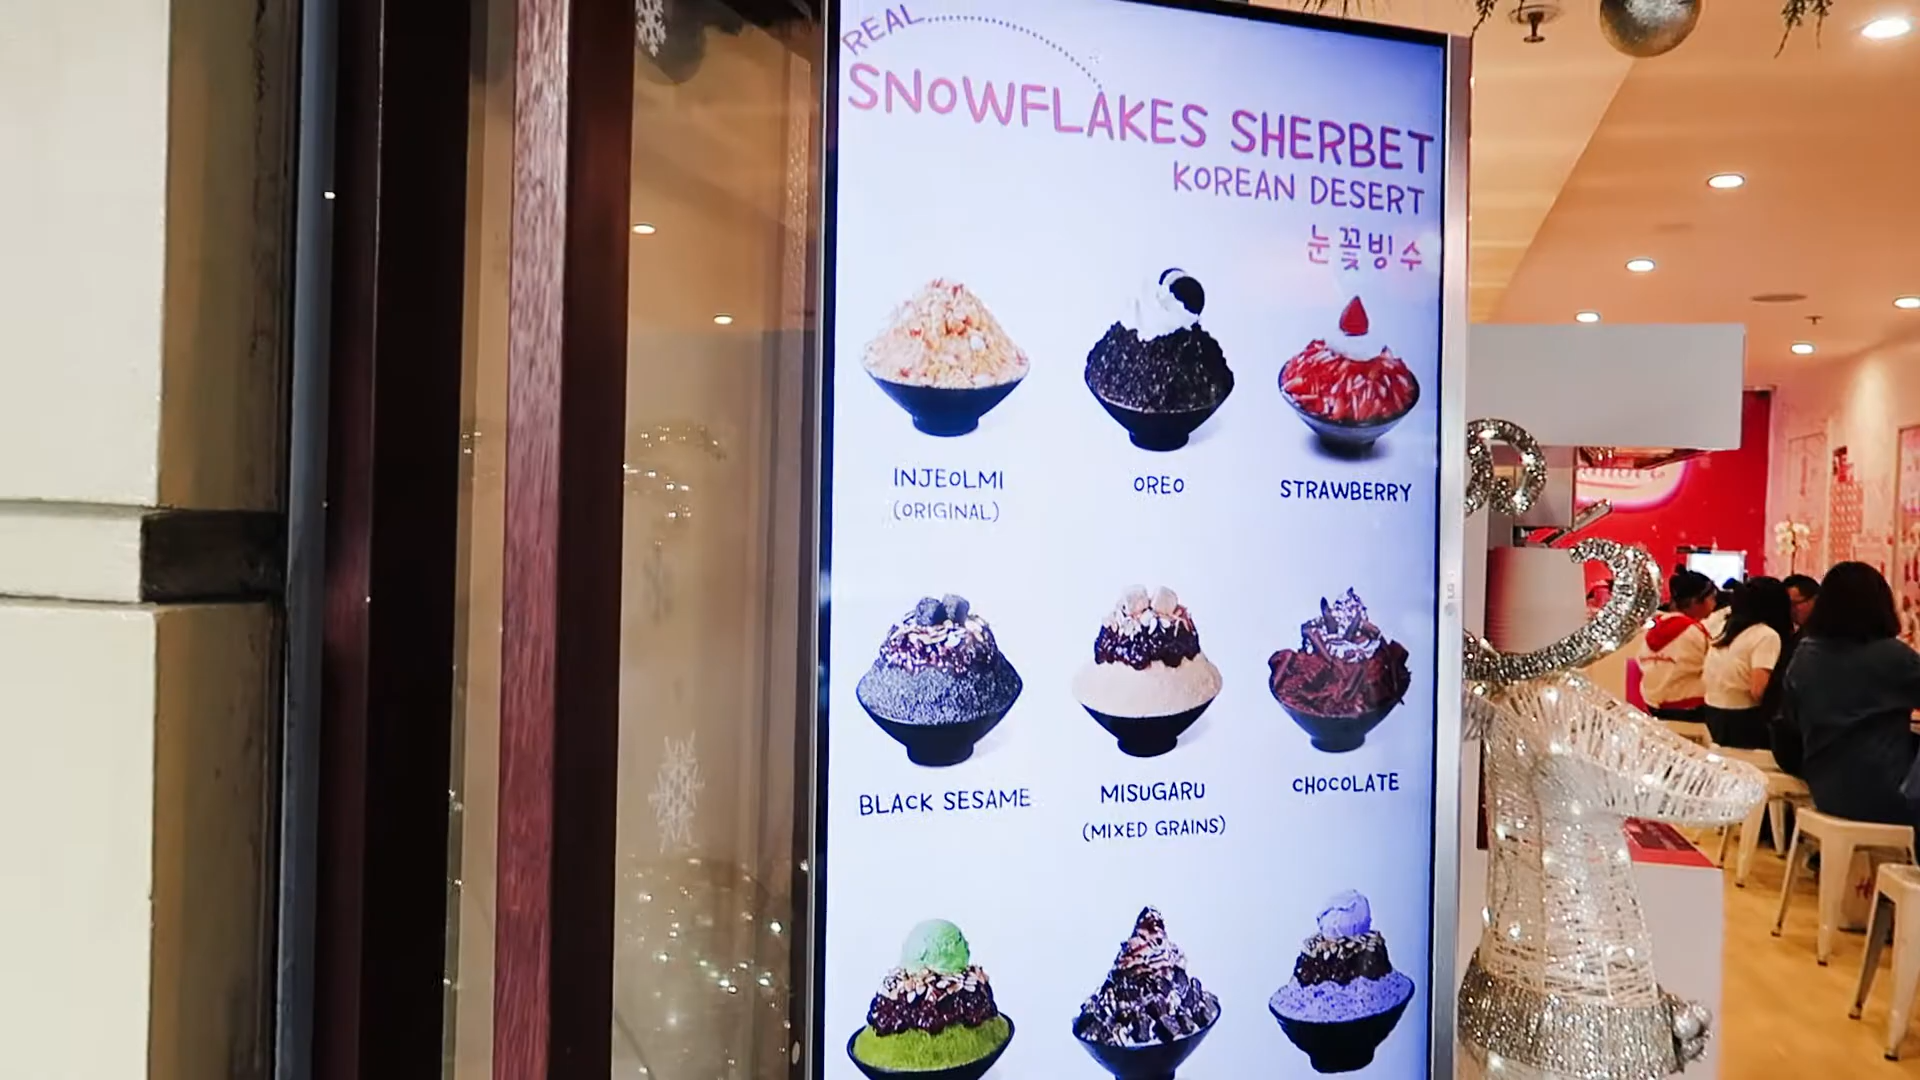 REAL
SNOWFLAKES SHERBET
KOREAN DESERT
눈꽃빙수
INJEOLMI
(ORIGINAL)
OREO
STRAWBERRY
BLACK SESAME
MISUGARU
(MIXED GRAINS)
CHOCOLATE
LG